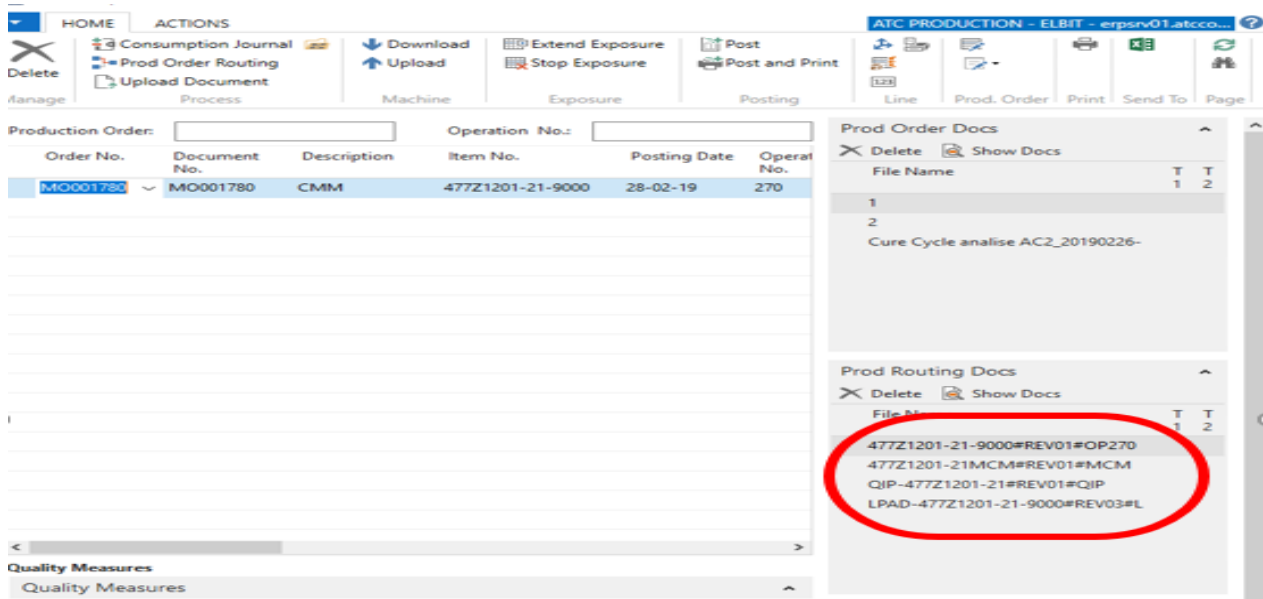 HOME ACTIONS ATC PRODUCTION - ELBIT - erpsrv01.atcco...
Consumption Journal Download Extend Exposure Post
Delete Prod Order Routing Upload Stop Exposure Post and Print
Upload Document
Manage Process Machine Exposure Posting Line Prod. Order Print Send To Page
Production Order: Operation No.:
Order No. Document No. Description Item No. Posting Date Operat No.
MO001780 MO001780 CMM 477Z1201-21-9000 28-02-19 270
Quality Measures
Quality Measures
Prod Order Docs
Delete Show Docs
File Name T 1 T 2
1
2
Cure Cycle analise AC2_20190226-
Prod Routing Docs
Delete Show Docs
T 1 T 2
477Z1201-21-9000#REV01#OP270
477Z1201-21MCM#REV01#MCM
QIP-477Z1201-21#REV01#QIP
LPAD-477Z1201-21-9000#REV03#L